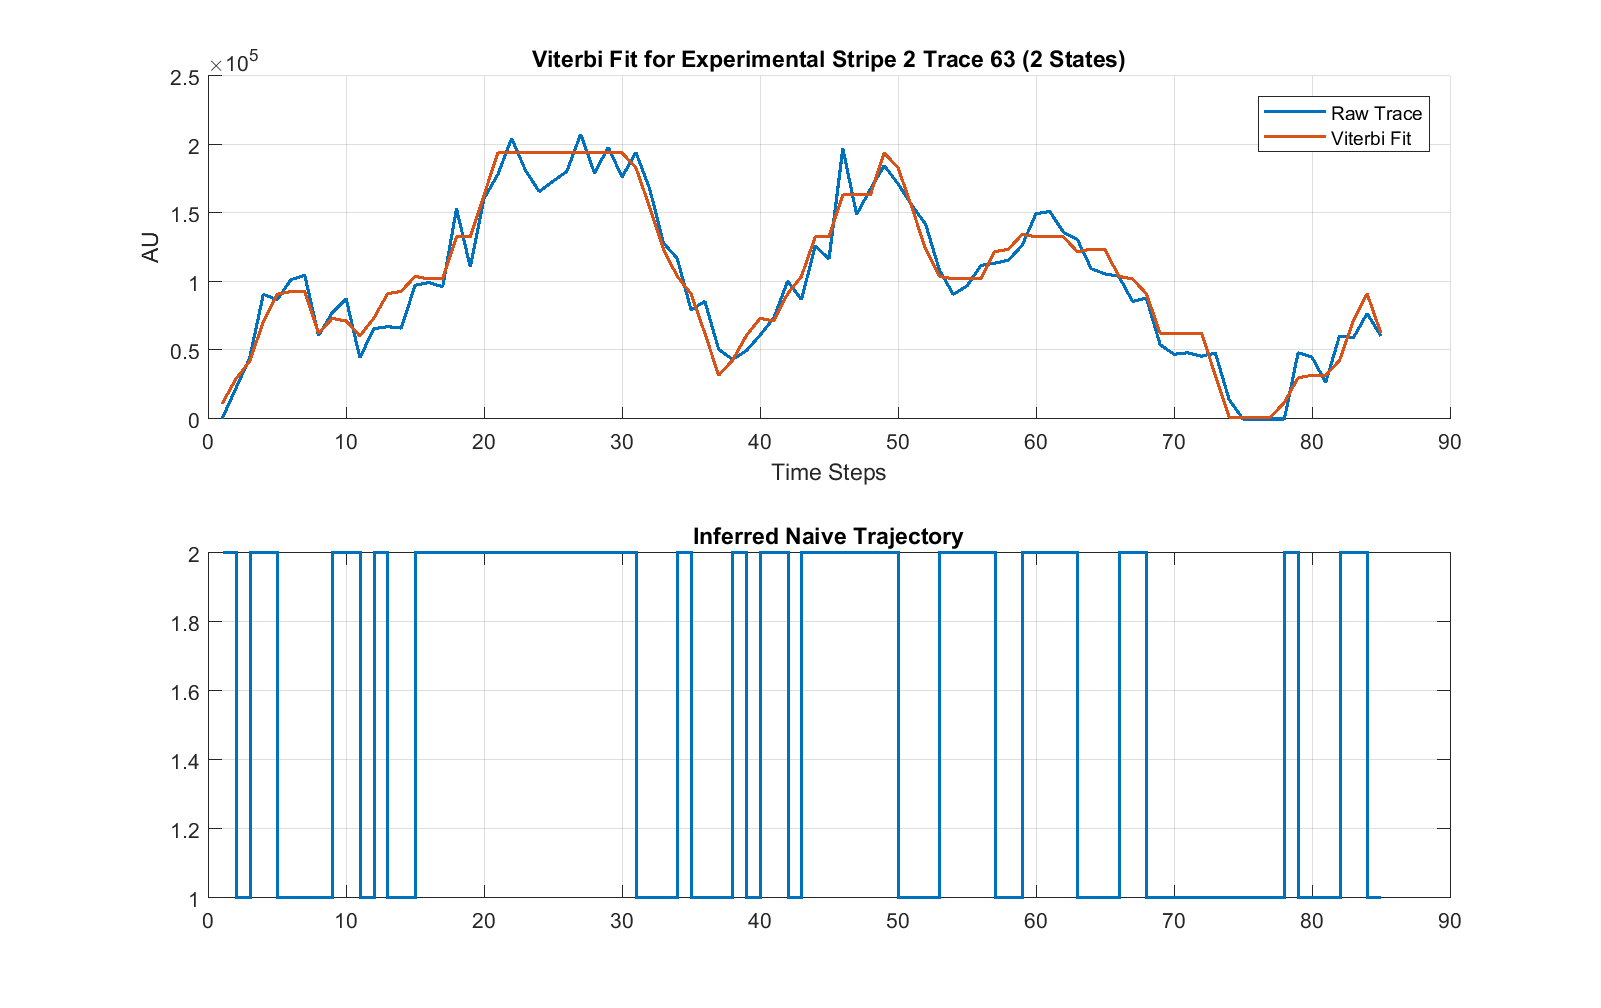 Viterbi Fit for Experimental Stripe 2 Trace 63 (2 States)
×10^5
2.5
2
1.5
1
0.5
0
AU
Raw Trace
Viterbi Fit
0 10 20 30 40 50 60 70 80 90
Time Steps
Inferred Naive Trajectory
2
1.8
1.6
1.4
1.2
1
0 10 20 30 40 50 60 70 80 90